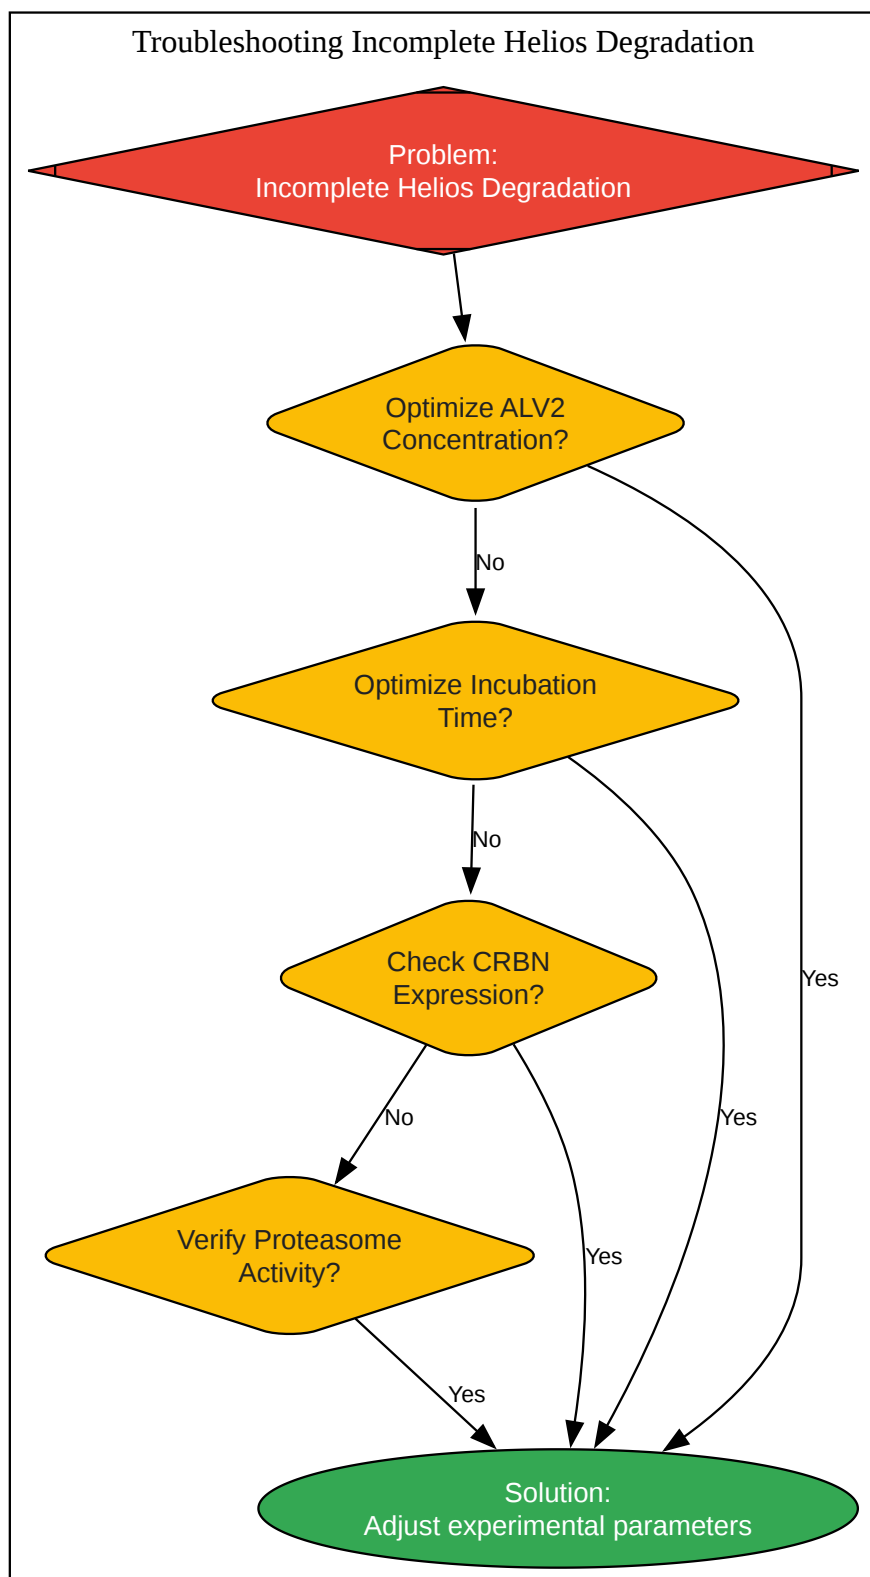 Troubleshooting Incomplete Helios Degradation
Problem:
Incomplete Helios Degradation
Optimize ALV2
Concentration?
No
Optimize Incubation
Time?
No
Check CRBN
Expression?
Yes
No
Yes
Verify Proteasome
Activity?
Yes
Yes
Solution:
Adjust experimental parameters